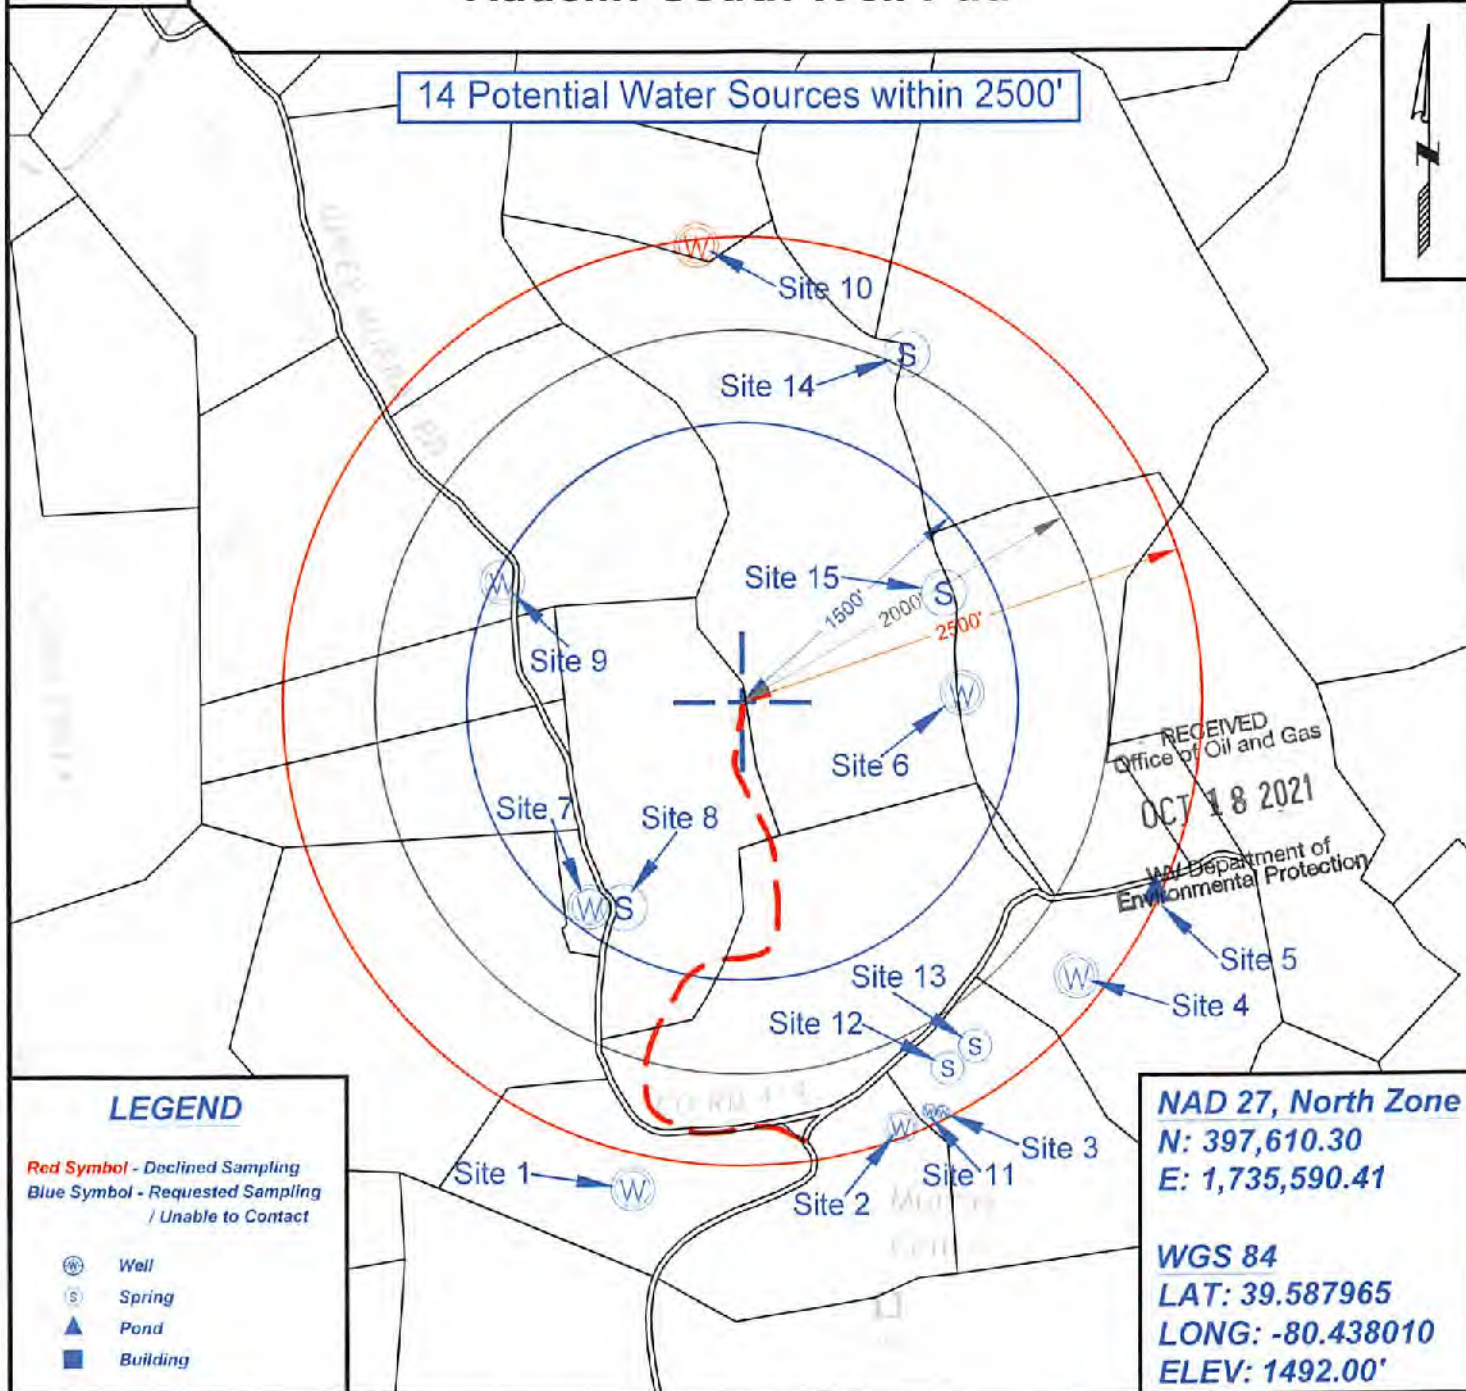 14 Potential Water Sources within 2500'
UPPER MURRAY RD
Site 10
Site 14
Site 15
1500'
2000'
2500'
Site 9
Site 6
RECEIVED
Office of Oil and Gas
OCT 18 2021
WV Department of
Environmental Protection
Site 7
Site 8
W
S
Site 13
Site 5
Site 4
Site 12
Site 3
Site 11
Site 2
Site 1
LEGEND
Red Symbol - Declined Sampling
Blue Symbol - Requested Sampling
/ Unable to Contact
W Well
S Spring
Pond
Building
NAD 27, North Zone
N: 397,610.30
E: 1,735,590.41
WGS 84
LAT: 39.587965
LONG: -80.438010
ELEV: 1492.00'
N